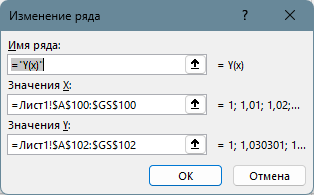 Изменение ряда
Имя ряда:
="Y(x)" = Y(x)
Значения X:
=Лист1!$A$100:$GS$100 = 1; 1,01; 1,02;...
Значения Y:
=Лист1!$A$102:$GS$102 = 1; 1,030301; 1...
ОК Отмена